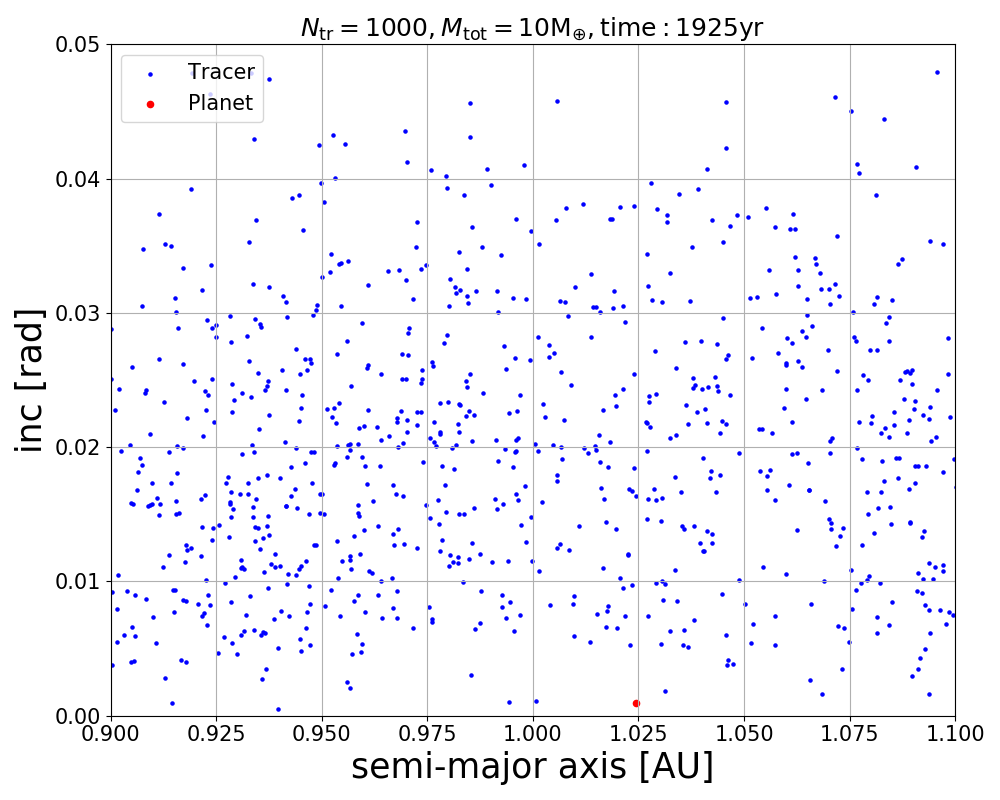 N_tr = 1000, M_tot = 10M_⊕, time : 1925yr
Tracer
Planet
0.05
0.04
0.03
0.02
0.01
0.00
inc [rad]
0.900 0.925 0.950 0.975 1.000 1.025 1.050 1.075 1.100
semi-major axis [AU]